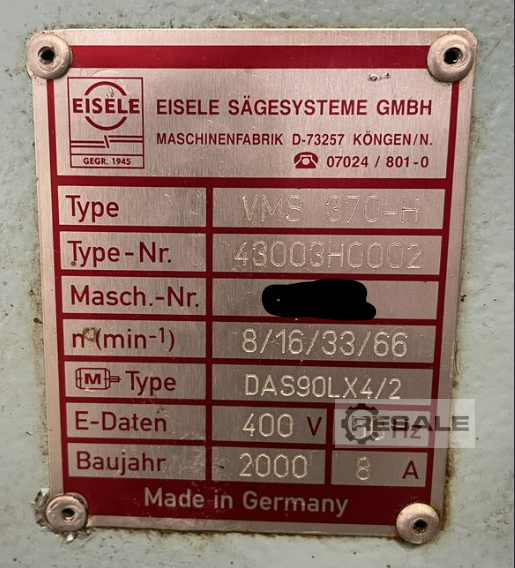 EISELE
GEGR. 1945
EISELE SÄGESYSTEME GMBH
MASCHINENFABRIK D-73257 KÖNGEN/N.
☎ 07024 / 801-0
Type VMS 370-H
Type-Nr. 43003H0002
Masch.-Nr.
n (min-1) 8/16/33/66
M Type DAS90LX4/2
E-Daten 400 V Hz
RESALE
Baujahr 2000 8 A
Made in Germany